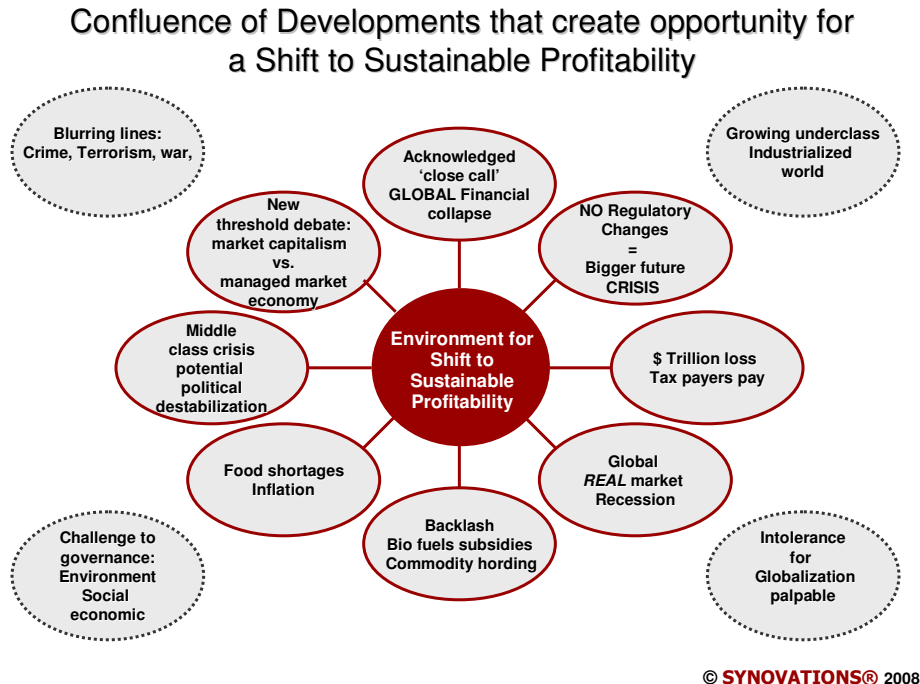 Confluence of Developments that create opportunity for
a Shift to Sustainable Profitability
Blurring lines:
Crime, Terrorism, war,
Growing underclass
Industrialized
world
Acknowledged
‘close call’
GLOBAL Financial
collapse
New
threshold debate:
market capitalism
vs.
managed market
economy
NO Regulatory
Changes
=
Bigger future
CRISIS
Middle
class crisis
potential
political
destabilization
Environment for
Shift to
Sustainable
Profitability
$ Trillion loss
Tax payers pay
Food shortages
Inflation
Global
REAL market
Recession
Backlash
Bio fuels subsidies
Commodity hording
Challenge to
governance:
Environment
Social
economic
Intolerance
for
Globalization
palpable
© SYNOVATIONS® 2008